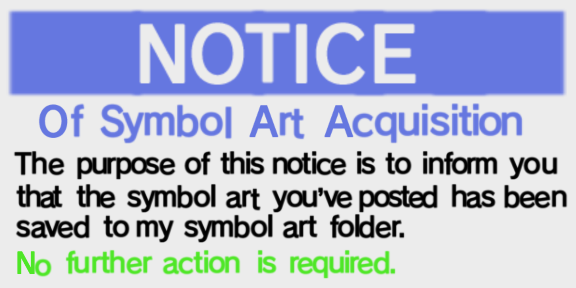 NOTICE
Of Symbol Art Acquisition
The purpose of this notice is to inform you
that the symbol art you've posted has been
saved to my symbol art folder.
No further action is required.